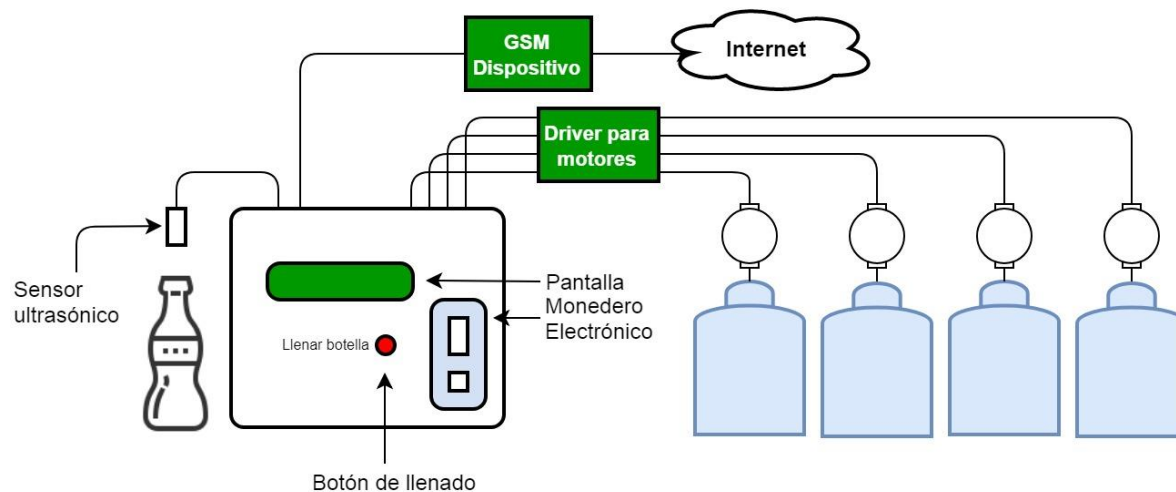 GSM
Dispositivo
Internet
Driver para
motores
Sensor
ultrasónico
Pantalla
Monedero
Electrónico
Llenar botella
Botón de llenado